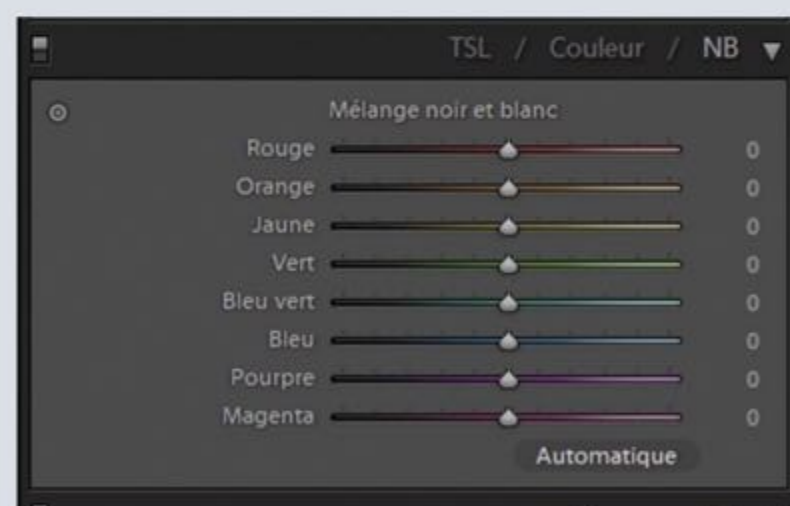 TSL / Couleur / NB
Mélange noir et blanc
Rouge 0
Orange 0
Jaune 0
Vert 0
Bleu vert 0
Bleu 0
Pourpre 0
Magenta 0
Automatique